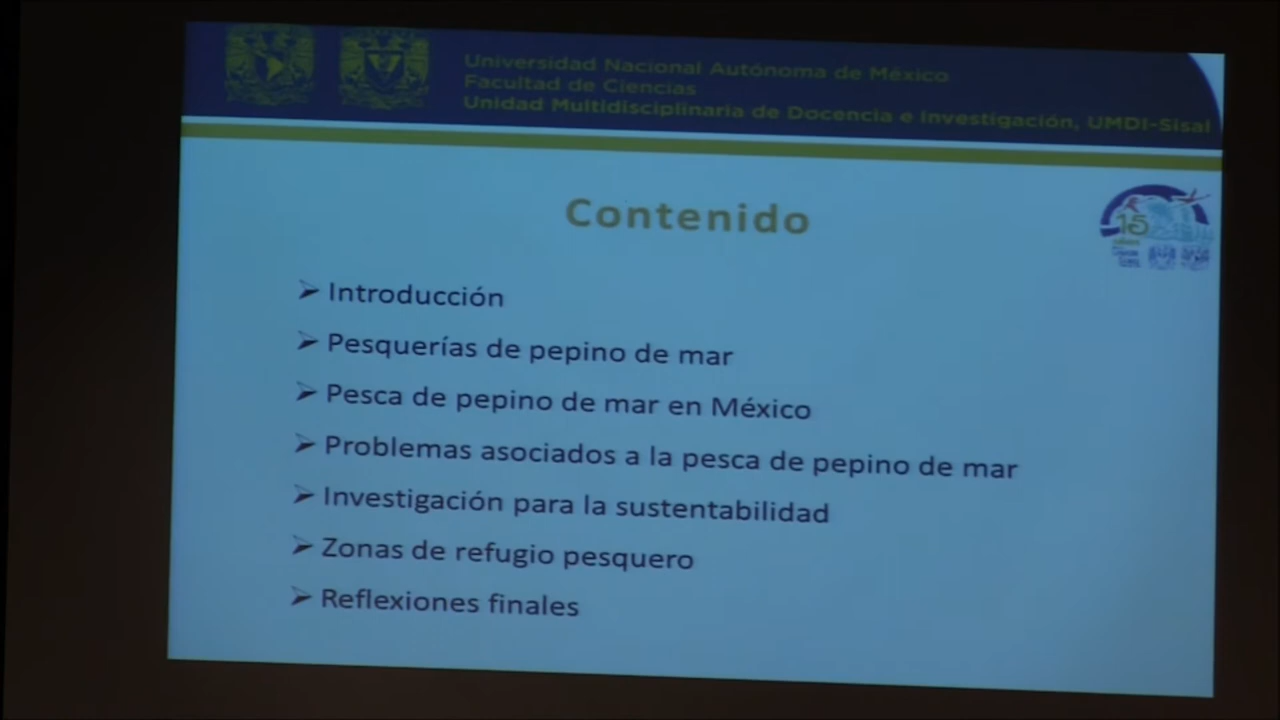 Universidad Nacional Autónoma de México
Facultad de Ciencias
Unidad Multidisciplinaria de Docencia e Investigación, UMDI-Sisal
Contenido
15
➢ Introducción
➢ Pesquerías de pepino de mar
➢ Pesca de pepino de mar en México
➢ Problemas asociados a la pesca de pepino de mar
➢ Investigación para la sustentabilidad
➢ Zonas de refugio pesquero
➢ Reflexiones finales